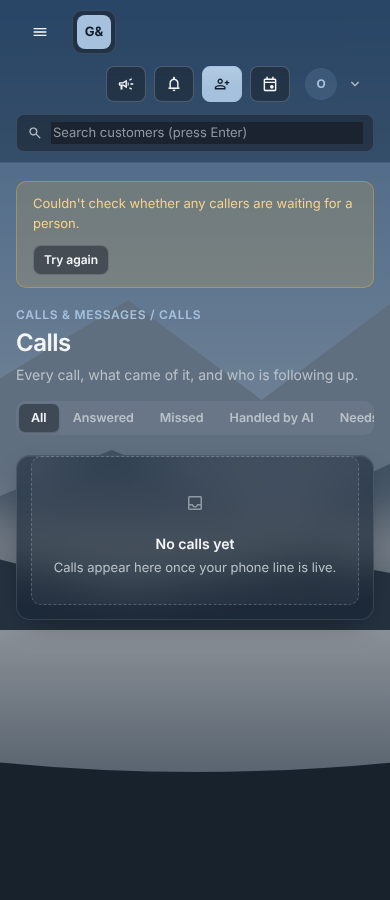 G&
O
Search customers (press Enter)
Couldn't check whether any callers are waiting for a
person.
Try again
CALLS & MESSAGES / CALLS
Calls
Every call, what came of it, and who is following up.
All Answered Missed Handled by AI Needs
No calls yet
Calls appear here once your phone line is live.